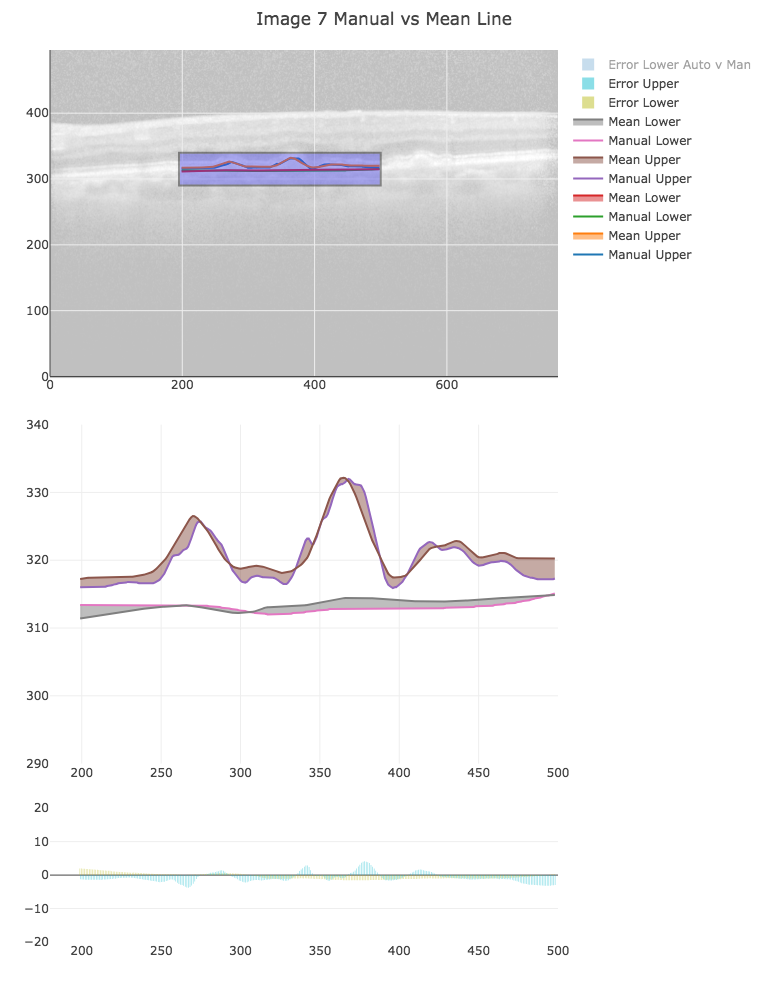 Image 7 Manual vs Mean Line
Error Lower Auto v Man
Error Upper
Error Lower
Mean Lower
Manual Lower
Mean Upper
Manual Upper
Mean Lower
Manual Lower
Mean Upper
Manual Upper
400
300
200
100
0
0 200 400 600
340
330
320
310
300
290
200 250 300 350 400 450 500
20
10
0
−10
−20
200 250 300 350 400 450 500